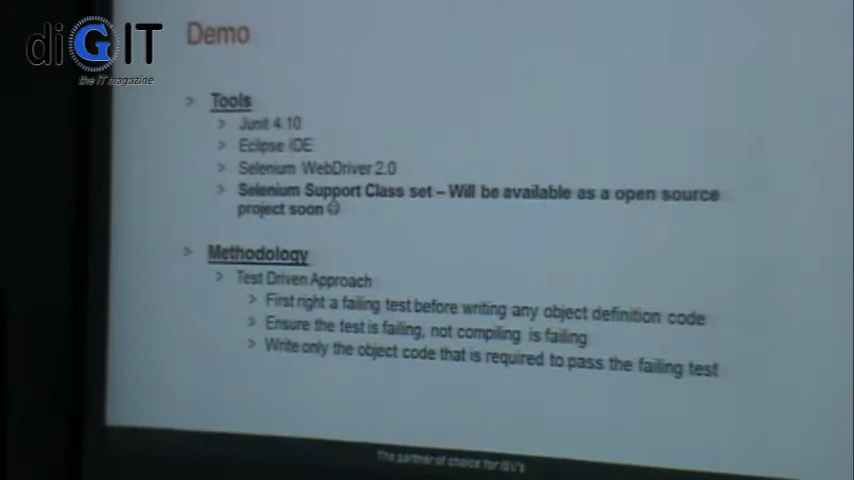 diGIT
the IT magazine
Demo
> Tools
> Junit 4.10
> Eclipse IDE
> Selenium WebDriver 2.0
> Selenium Support Class set – Will be available as a open source
project soon ☺
> Methodology
> Test Driven Approach
> First right a failing test before writing any object definition code
> Ensure the test is failing, not compiling is failing
> Write only the object code that is required to pass the failing test
The partner of choice for ISV's